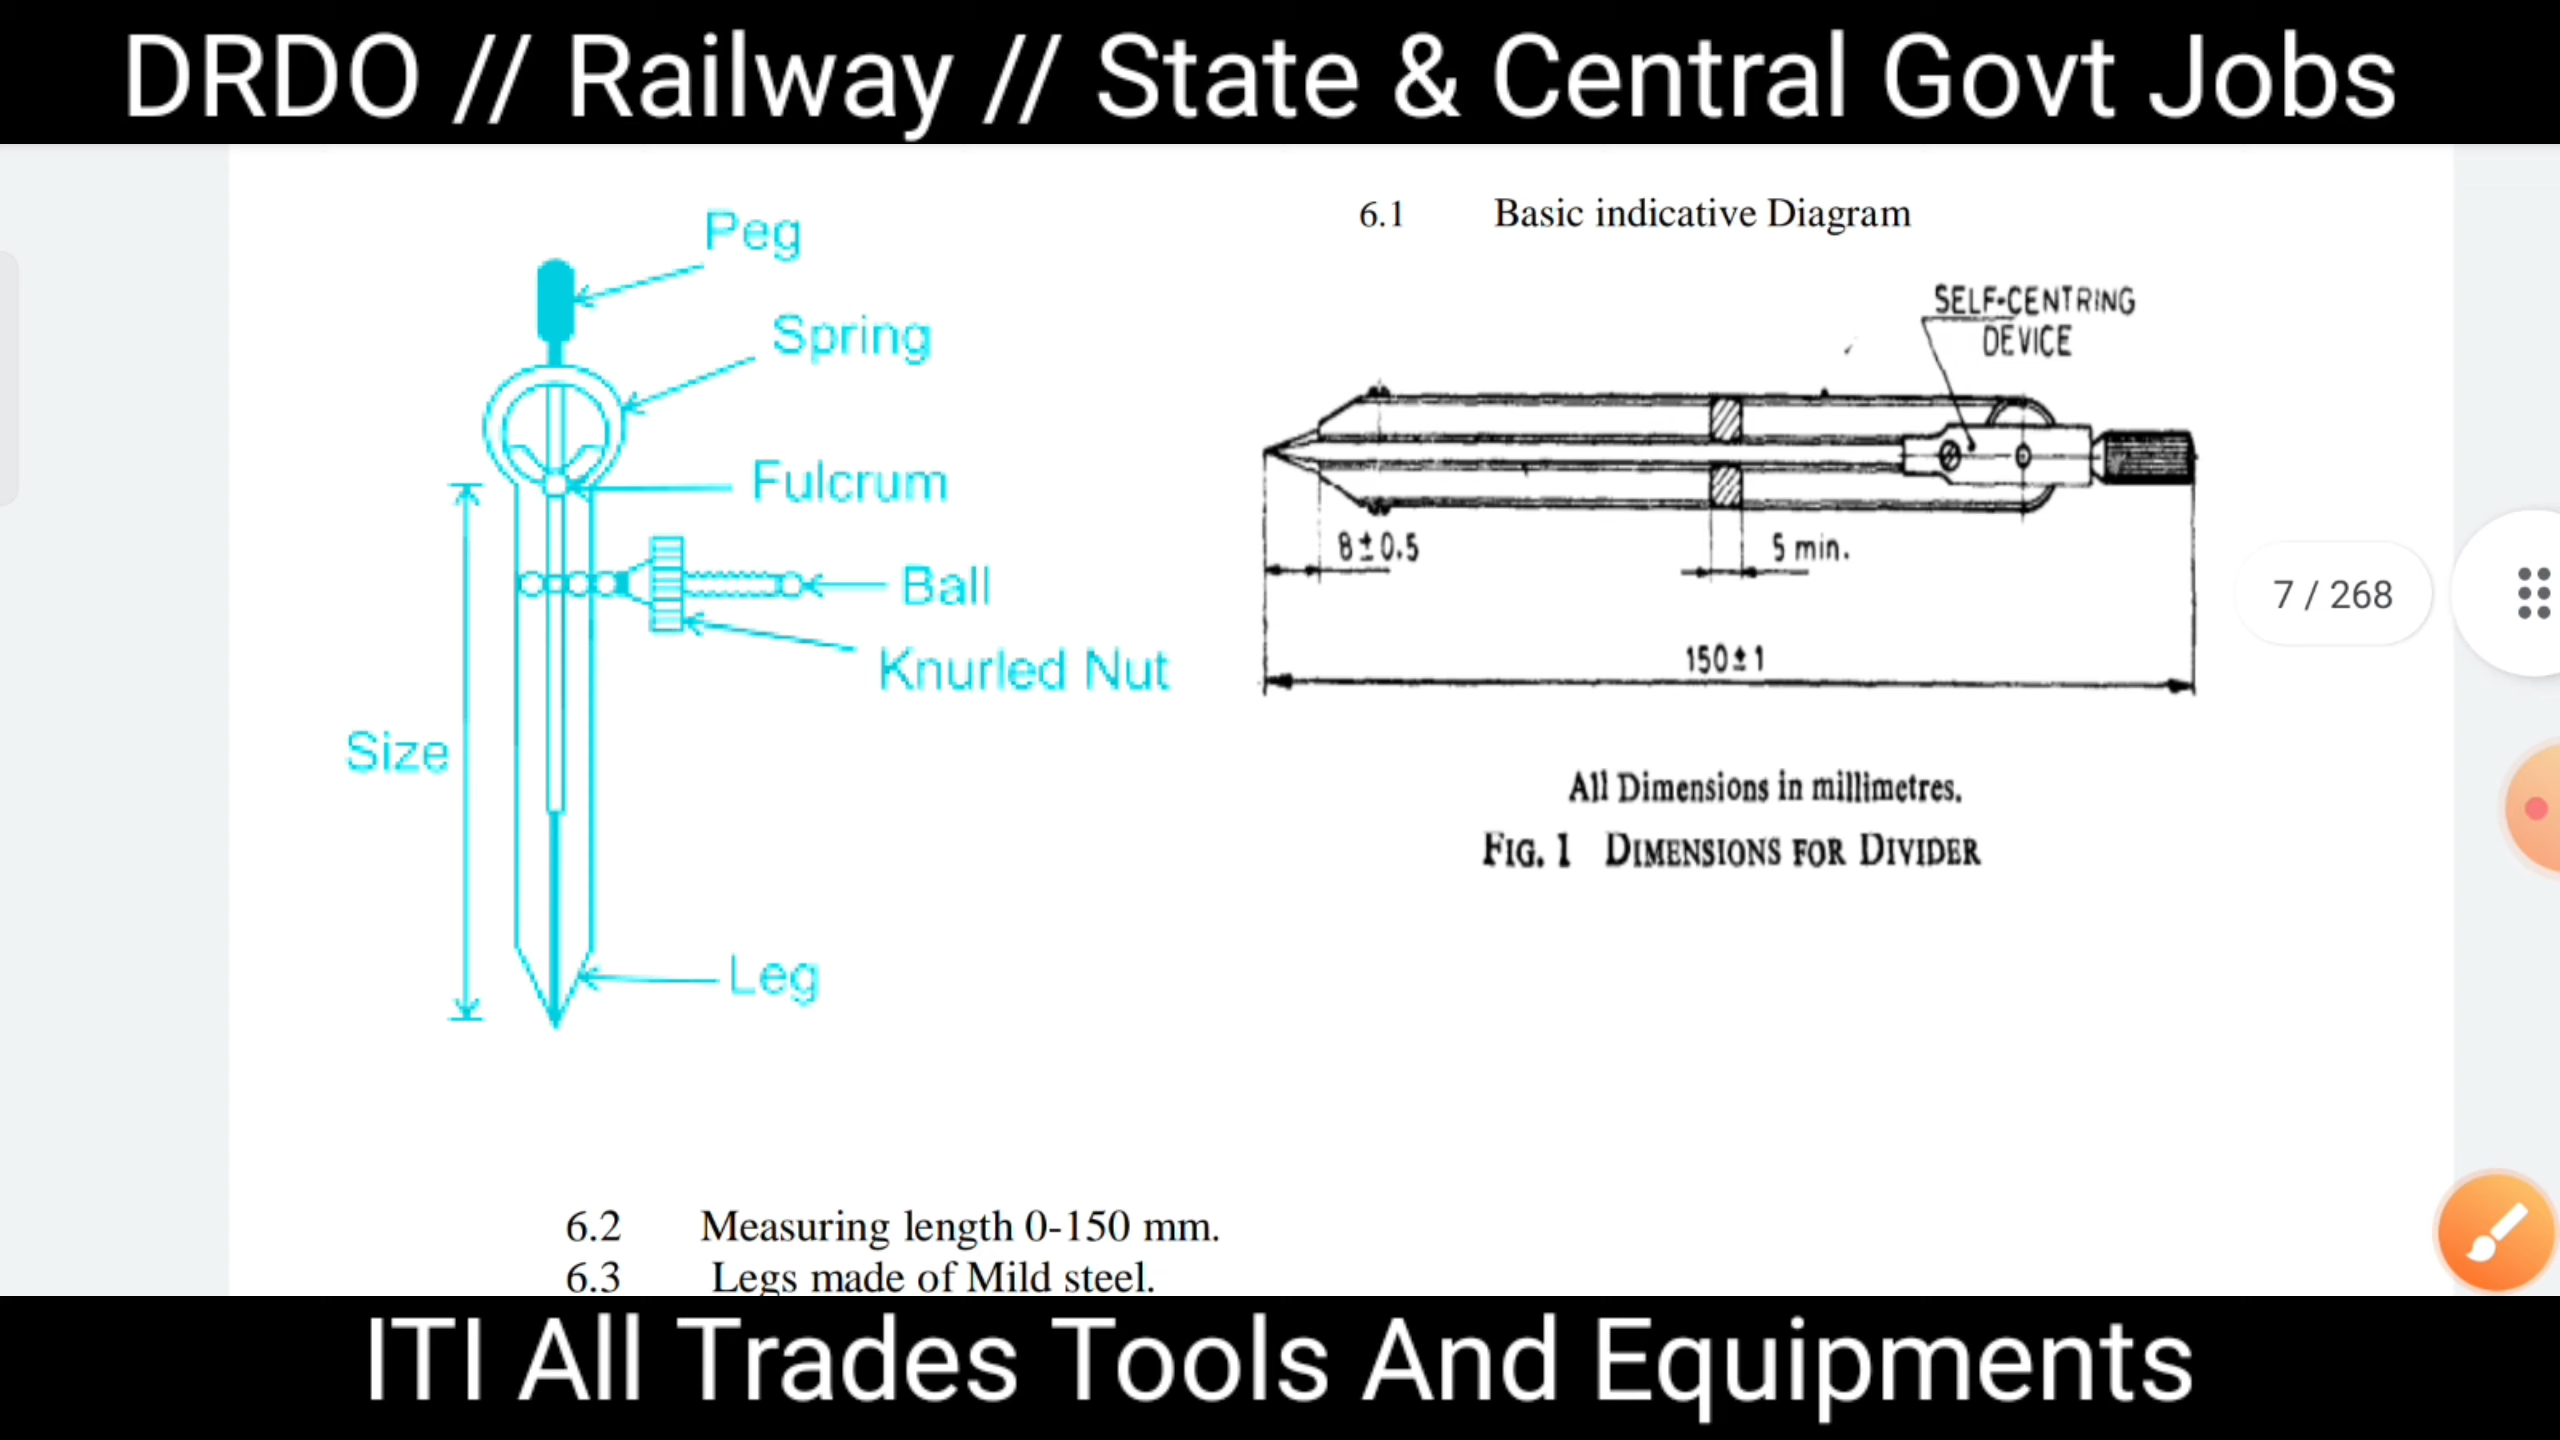 DRDO // Railway // State & Central Govt Jobs
Peg
Spring
Fulcrum
Ball
Knurled Nut
Size
Leg
6.1 Basic indicative Diagram
SELF-CENTRING
DEVICE
8±0.5
5 min.
150±1
All Dimensions in millimetres.
FIG. 1 DIMENSIONS FOR DIVIDER
7 / 268
6.2 Measuring length 0-150 mm.
6.3 Legs made of Mild steel.
ITI All Trades Tools And Equipments